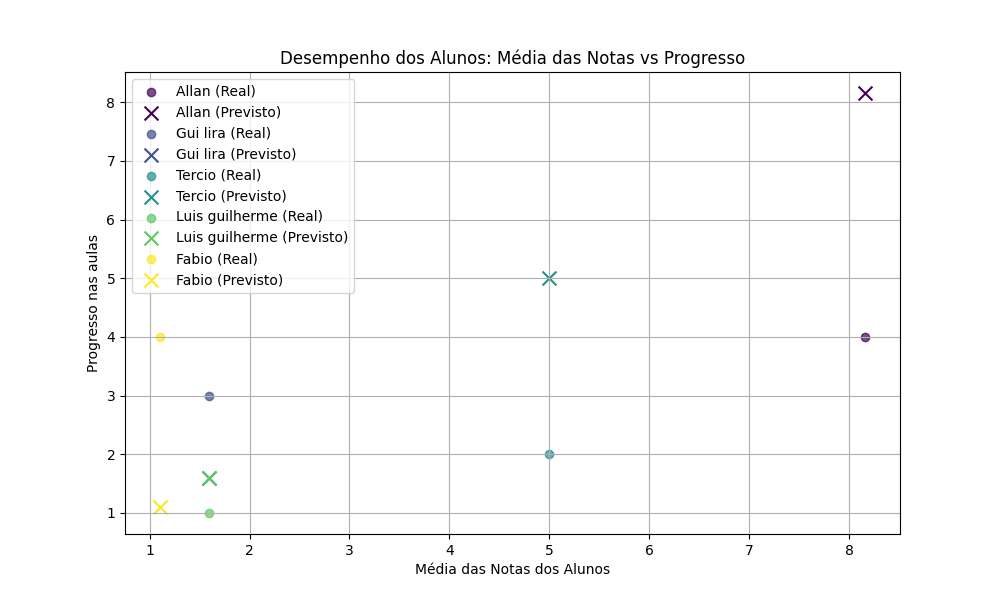 Desempenho dos Alunos: Média das Notas vs Progresso
Allan (Real)
Allan (Previsto)
Gui lira (Real)
Gui lira (Previsto)
Tercio (Real)
Tercio (Previsto)
Luis guilherme (Real)
Luis guilherme (Previsto)
Fabio (Real)
Fabio (Previsto)
Progresso nas aulas
8
7
6
5
4
3
2
1
1 2 3 4 5 6 7 8
Média das Notas dos Alunos